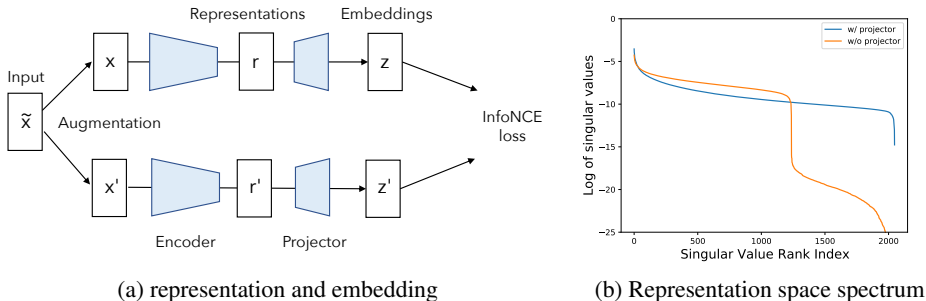 Representations
Embeddings
x
r
z
Input
x̃
Augmentation
InfoNCE
loss
x'
r'
z'
Encoder
Projector
(a) representation and embedding
w/ projector
w/o projector
Log of singular values
0
−5
−10
−15
−20
−25
0
500
1000
1500
2000
Singular Value Rank Index
(b) Representation space spectrum